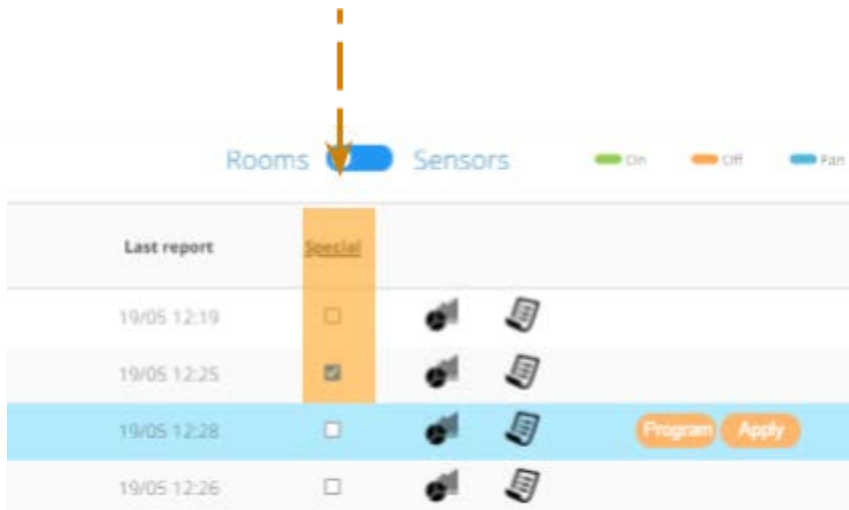 Rooms Sensors On Off Fan
Last report Special
19/05 12:19
19/05 12:25
19/05 12:28 Program Apply
19/05 12:26